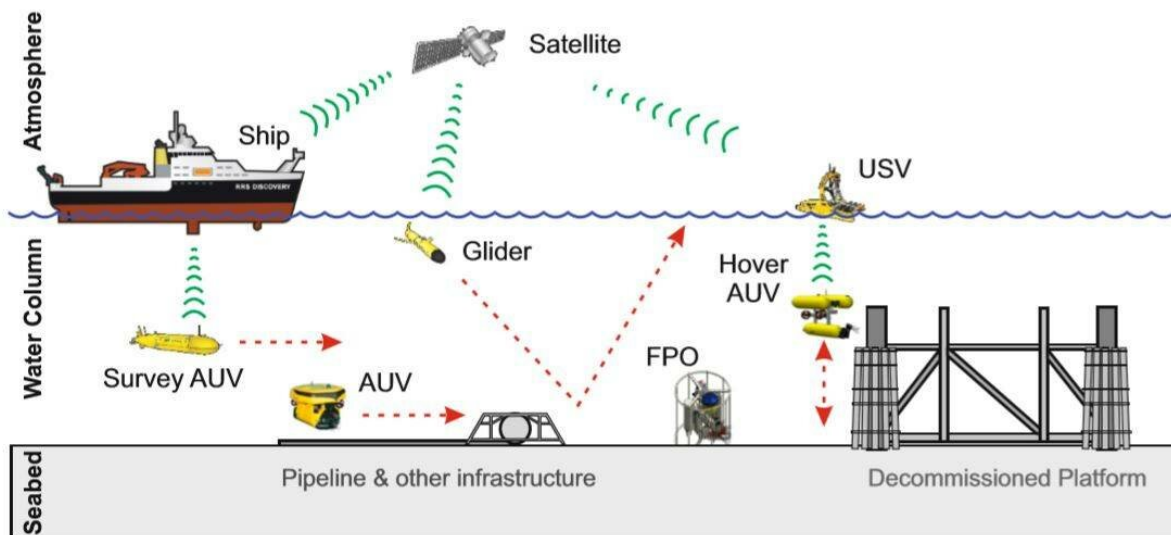 Atmosphere
Satellite
Ship
RRS DISCOVERY
USV
Water Column
Glider
Hover
AUV
Survey AUV
AUV
FPO
Seabed
Pipeline & other infrastructure
Decommissioned Platform